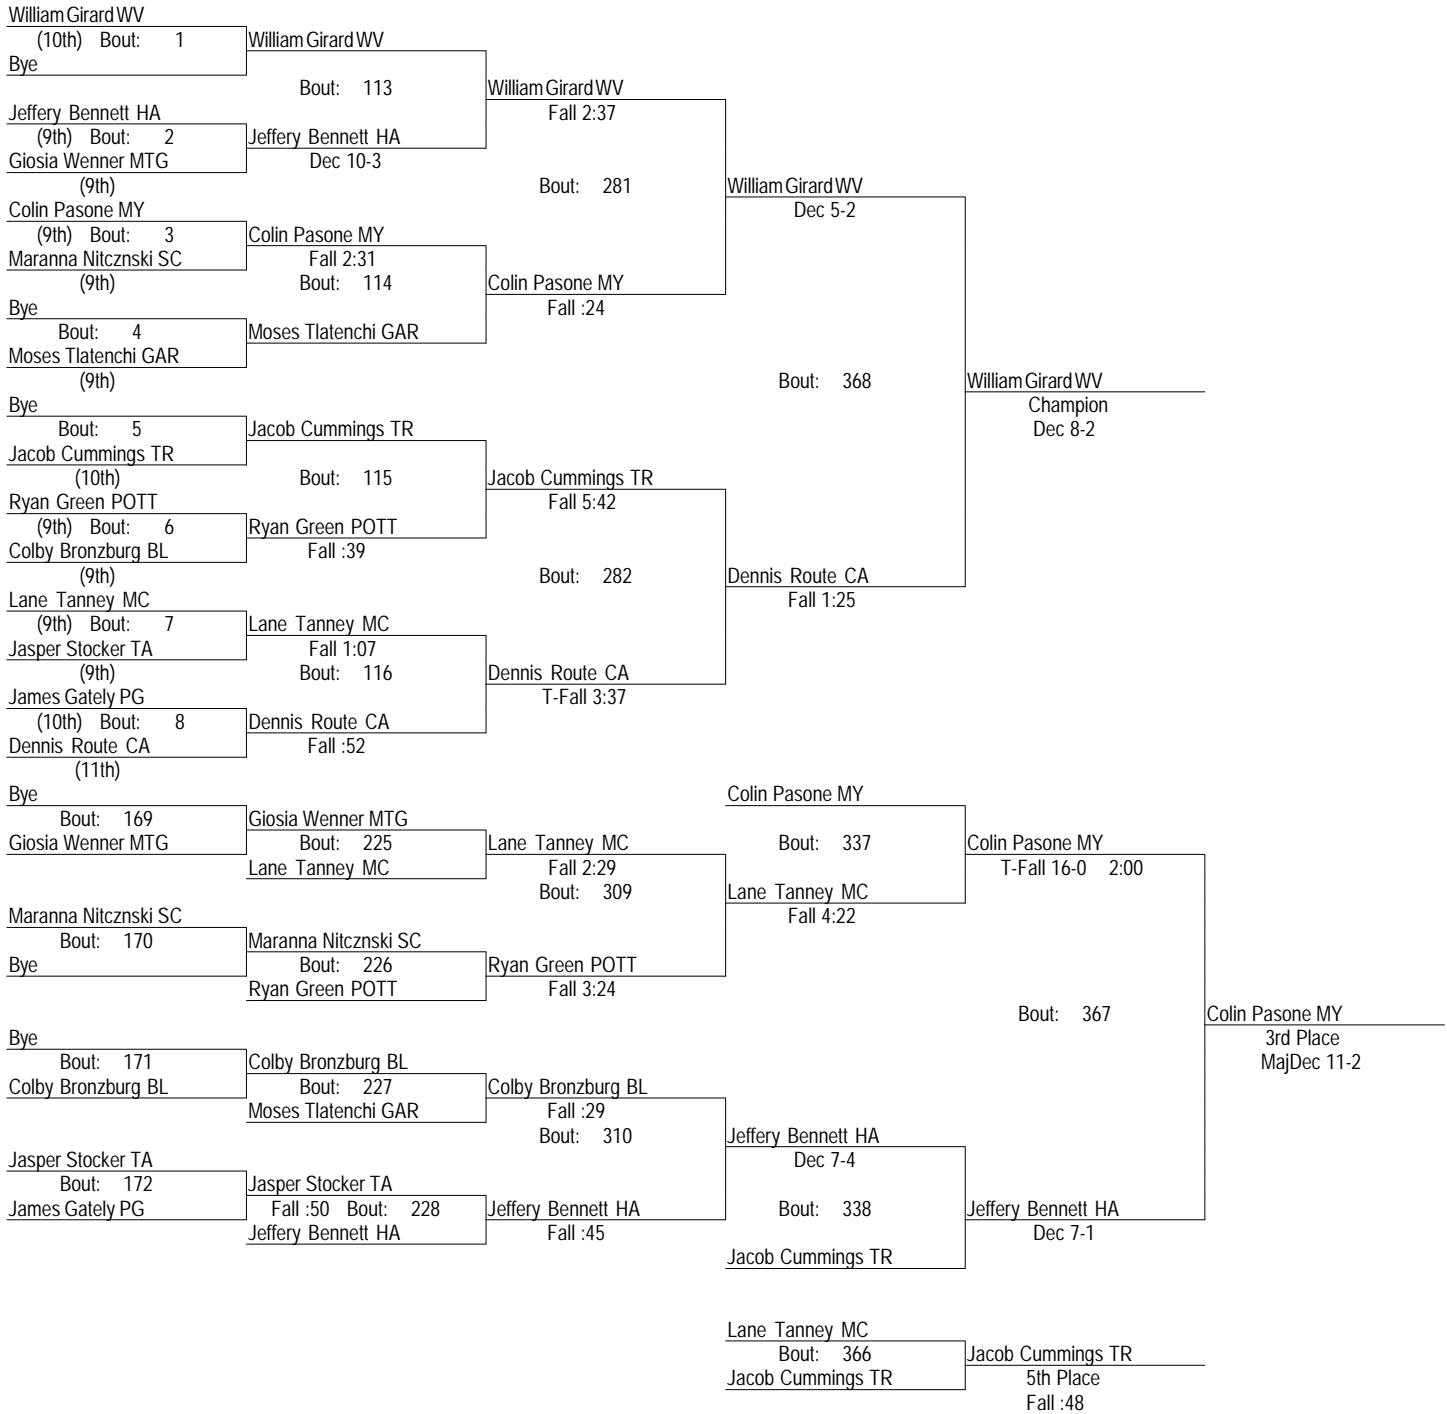 William Girard WV
(10th) Bout: 1 William Girard WV
Bye
Bout: 113 William Girard WV
Jeffery Bennett HA Fall 2:37
(9th) Bout: 2 Jeffery Bennett HA
Giosia Wenner MTG Dec 10-3
(9th) Bout: 281 William Girard WV
Colin Pasone MY Dec 5-2
(9th) Bout: 3 Colin Pasone MY
Maranna Nitcznski SC Fall 2:31
(9th) Bout: 114 Colin Pasone MY
Bye Fall :24
Bout: 4 Moses Tlatenchi GAR
Moses Tlatenchi GAR
(9th) Bout: 368 William Girard WV
Bye Champion
Bout: 5 Jacob Cummings TR Dec 8-2
Jacob Cummings TR
(10th) Bout: 115 Jacob Cummings TR
Ryan Green POTT Fall 5:42
(9th) Bout: 6 Ryan Green POTT
Colby Bronzburg BL Fall :39
(9th) Bout: 282 Dennis Route CA
Lane Tanney MC Fall 1:25
(9th) Bout: 7 Lane Tanney MC
Jasper Stocker TA Fall 1:07
(9th) Bout: 116 Dennis Route CA
James Gately PG T-Fall 3:37
(10th) Bout: 8 Dennis Route CA
Dennis Route CA Fall :52
(11th)
Bye Colin Pasone MY
Bout: 169 Giosia Wenner MTG
Giosia Wenner MTG Bout: 225 Lane Tanney MC Bout: 337 Colin Pasone MY
Lane Tanney MC Fall 2:29 T-Fall 16-0 2:00
Bout: 309 Lane Tanney MC
Maranna Nitcznski SC Fall 4:22
Bout: 170 Maranna Nitcznski SC
Bye Bout: 226 Ryan Green POTT
Ryan Green POTT Fall 3:24
Bout: 367 Colin Pasone MY
Bye 3rd Place
Bout: 171 Colby Bronzburg BL MajDec 11-2
Colby Bronzburg BL Bout: 227 Colby Bronzburg BL
Moses Tlatenchi GAR Fall :29
Bout: 310 Jeffery Bennett HA
Jasper Stocker TA Dec 7-4
Bout: 172 Jasper Stocker TA
James Gately PG Fall :50 Bout: 228 Jeffery Bennett HA Bout: 338 Jeffery Bennett HA
Jeffery Bennett HA Fall :45 Dec 7-1
Jacob Cummings TR
Lane Tanney MC
Bout: 366 Jacob Cummings TR
Jacob Cummings TR 5th Place
Fall :48